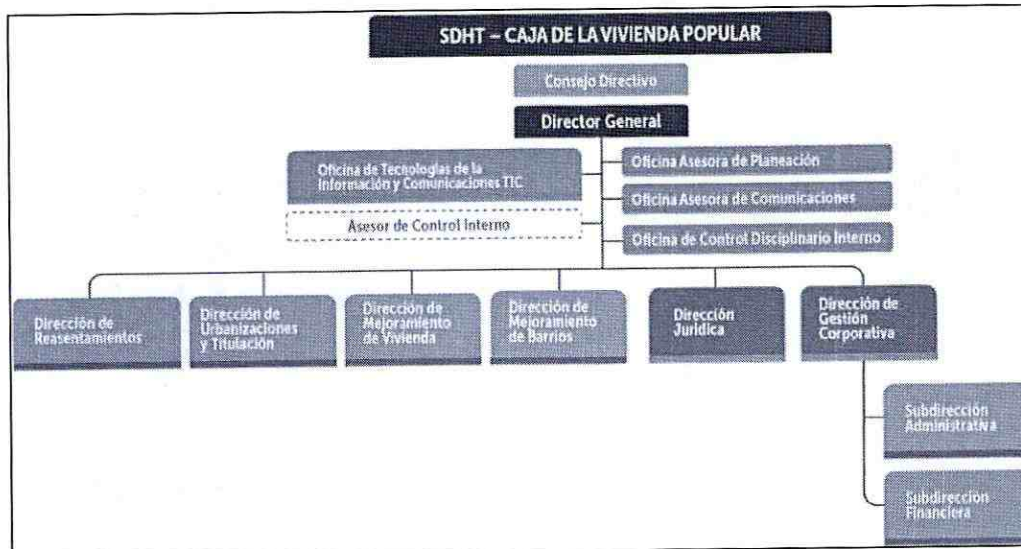 SDHT – CAJA DE LA VIVIENDA POPULAR
Consejo Directivo
Director General
Oficina de Tecnologías de la
Información y Comunicaciones TIC
Oficina Asesora de Planeación
Oficina Asesora de Comunicaciones
Asesor de Control Interno
Oficina de Control Disciplinario Interno
Dirección de
Reasentamientos
Dirección de
Urbanizaciones
y Titulación
Dirección de
Mejoramiento
de Vivienda
Dirección de
Mejoramiento
de Barrios
Dirección
Jurídica
Dirección de
Gestión
Corporativa
Subdirección
Administrativa
Subdirección
Financiera